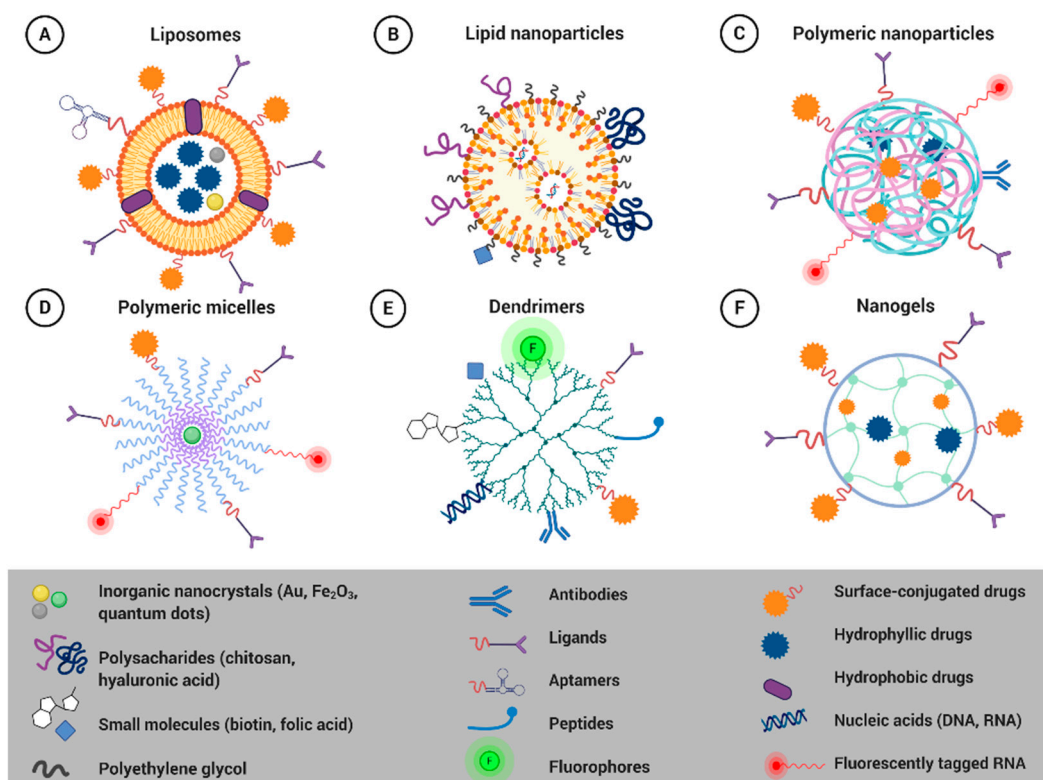 A
Liposomes
B
Lipid nanoparticles
C
Polymeric nanoparticles
D
Polymeric micelles
E
Dendrimers
F
F
Nanogels
Inorganic nanocrystals (Au, Fe₂O₃,
quantum dots)
Polysacharides (chitosan,
hyaluronic acid)
Small molecules (biotin, folic acid)
Polyethylene glycol
Antibodies
Ligands
Aptamers
Peptides
F
Fluorophores
Surface-conjugated drugs
Hydrophyllic drugs
Hydrophobic drugs
Nucleic acids (DNA, RNA)
Fluorescently tagged RNA